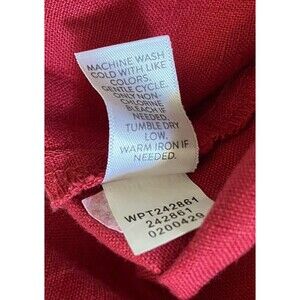 MACHINE WASH
COLD WITH LIKE
COLORS.
GENTLE CYCLE.
ONLY NON-
CHLORINE
BLEACH IF
NEEDED.
TUMBLE DRY
LOW.
WARM IRON IF
NEEDED.
WPT242861
242861
0200429